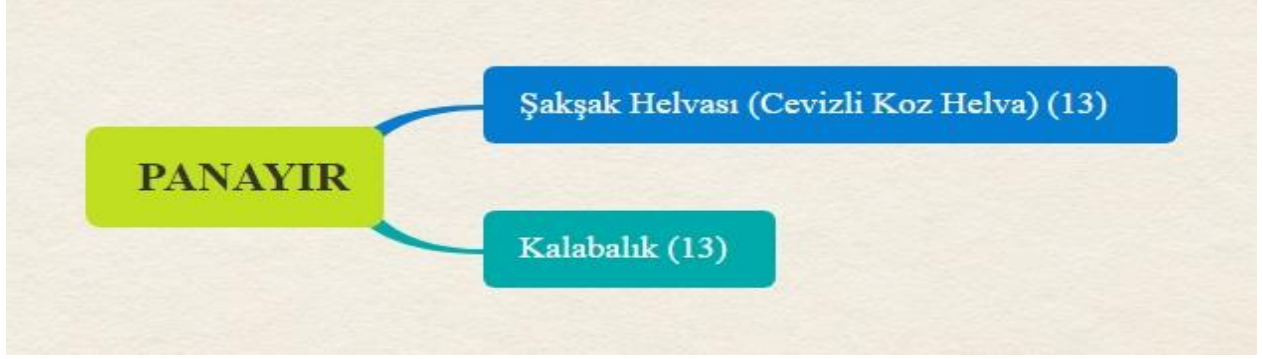 PANAYIR
Şakşak Helvası (Cevizli Koz Helva) (13)
Kalabalık (13)